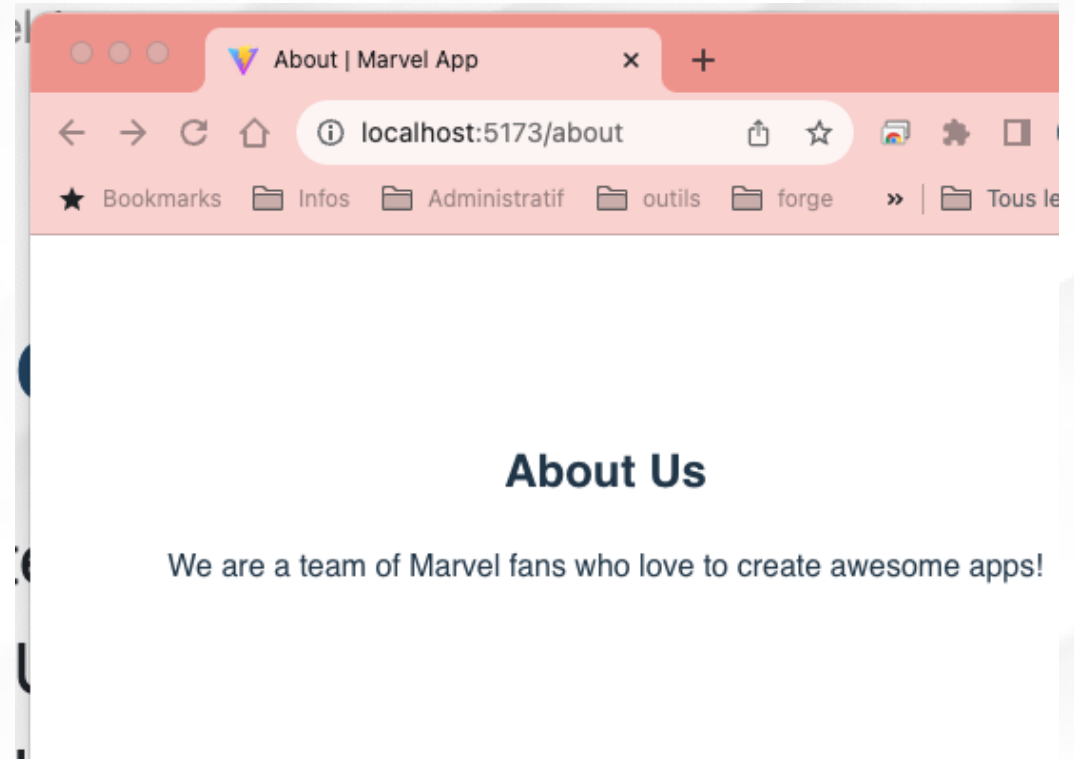 About | Marvel App
localhost:5173/about
Bookmarks Infos Administratif outils forge » Tous le
About Us
We are a team of Marvel fans who love to create awesome apps!